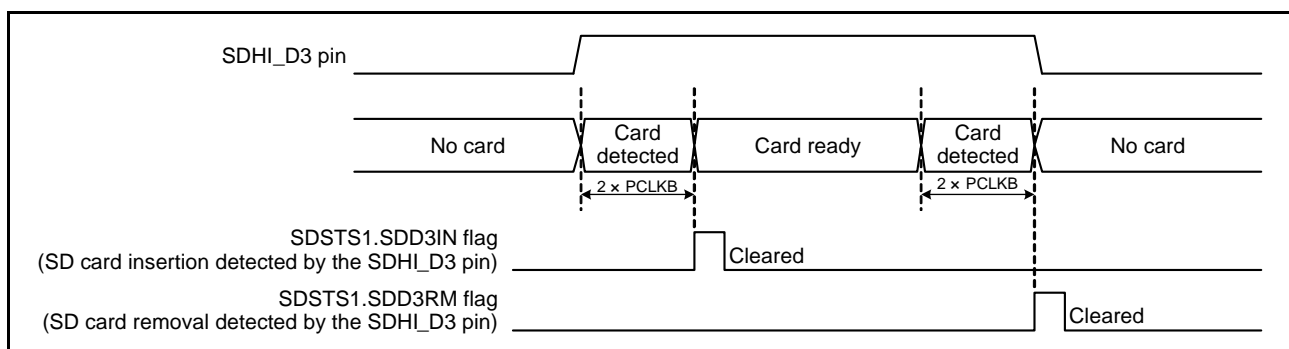 SDHI_D3 pin
No card
Card
detected
Card ready
Card
detected
No card
2 × PCLKB
2 × PCLKB
SDSTS1.SDD3IN flag
(SD card insertion detected by the SDHI_D3 pin)
Cleared
SDSTS1.SDD3RM flag
(SD card removal detected by the SDHI_D3 pin)
Cleared